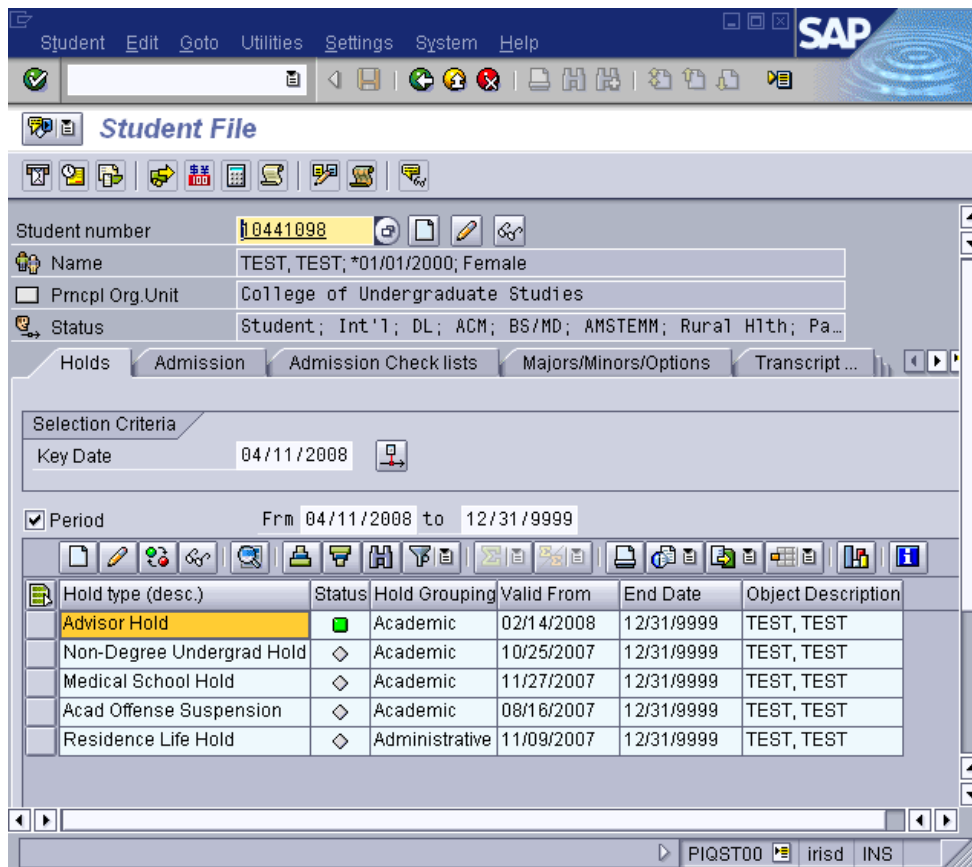 Student Edit Goto Utilities Settings System Help
SAP
Student File
Student number 10441098
Name TEST, TEST; *01/01/2000; Female
Prncpl Org.Unit College of Undergraduate Studies
Status Student; Int'l; DL; ACM; BS/MD; AMSTEMM; Rural Hlth; Pa…
Holds Admission Admission Check lists Majors/Minors/Options Transcript ...
Selection Criteria
Key Date 04/11/2008
Period Frm 04/11/2008 to 12/31/9999
Hold type (desc.) Status Hold Grouping Valid From End Date Object Description
Advisor Hold Academic 02/14/2008 12/31/9999 TEST, TEST
Non-Degree Undergrad Hold Academic 10/25/2007 12/31/9999 TEST, TEST
Medical School Hold Academic 11/27/2007 12/31/9999 TEST, TEST
Acad Offense Suspension Academic 08/16/2007 12/31/9999 TEST, TEST
Residence Life Hold Administrative 11/09/2007 12/31/9999 TEST, TEST
PIQST00 irisd INS